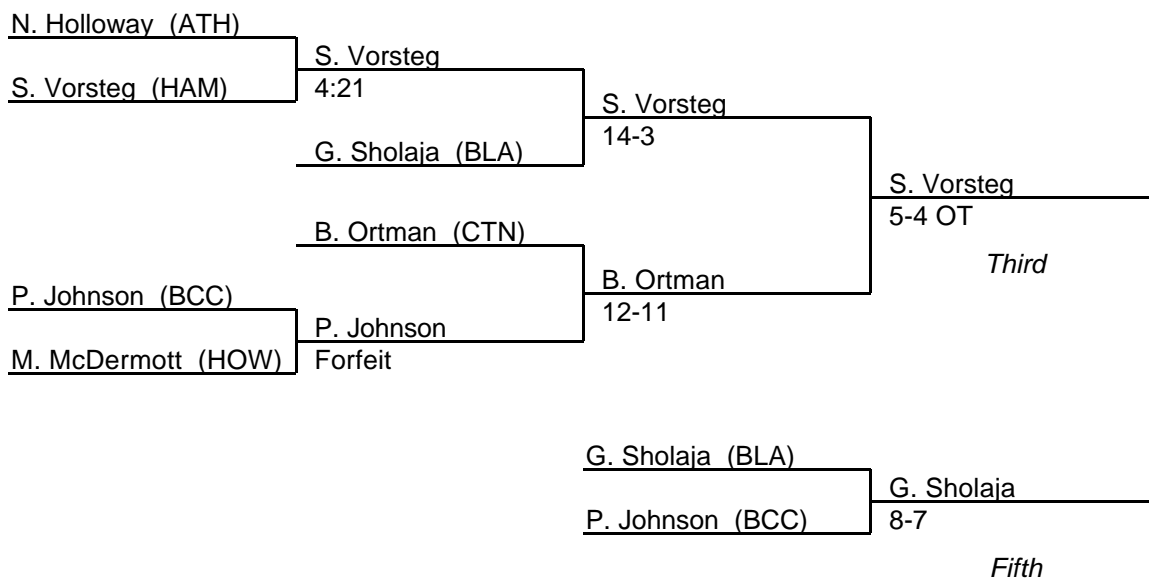 N. Holloway (ATH)
S. Vorsteg
S. Vorsteg (HAM)
4:21
S. Vorsteg
14-3
G. Sholaja (BLA)
S. Vorsteg
5-4 OT
B. Ortman (CTN)
Third
P. Johnson (BCC)
B. Ortman
12-11
P. Johnson
M. McDermott (HOW)
Forfeit
G. Sholaja (BLA)
G. Sholaja
P. Johnson (BCC)
8-7
Fifth